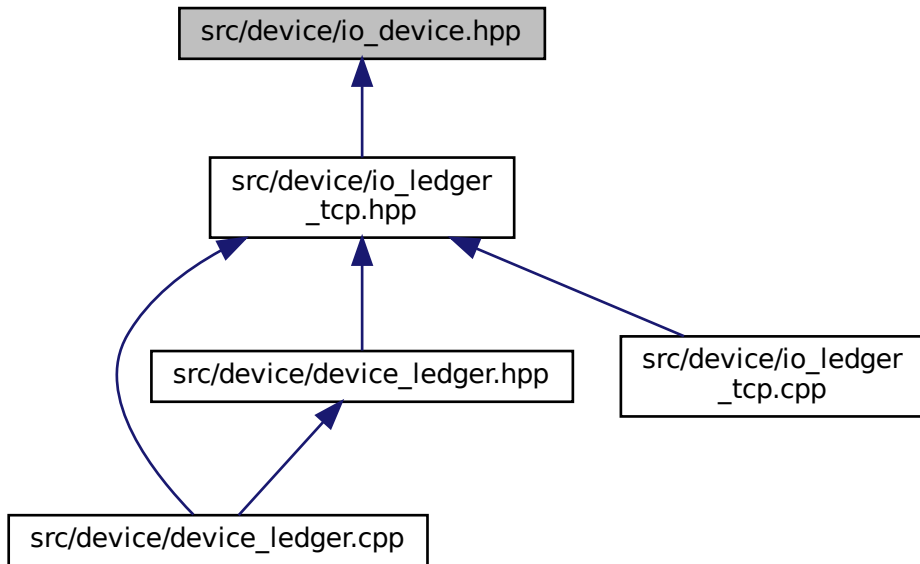 src/device/io_device.hpp
src/device/io_ledger
_tcp.hpp
src/device/device_ledger.hpp
src/device/io_ledger
_tcp.cpp
src/device/device_ledger.cpp